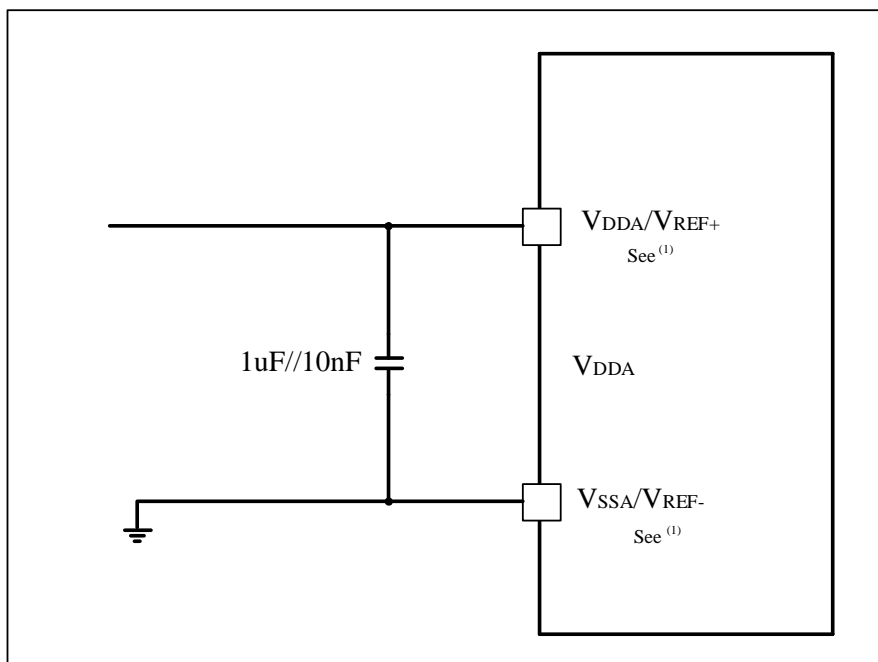 VDDA/VREF+
See (1)
1uF//10nF
VDDA
VSSA/VREF-
See (1)